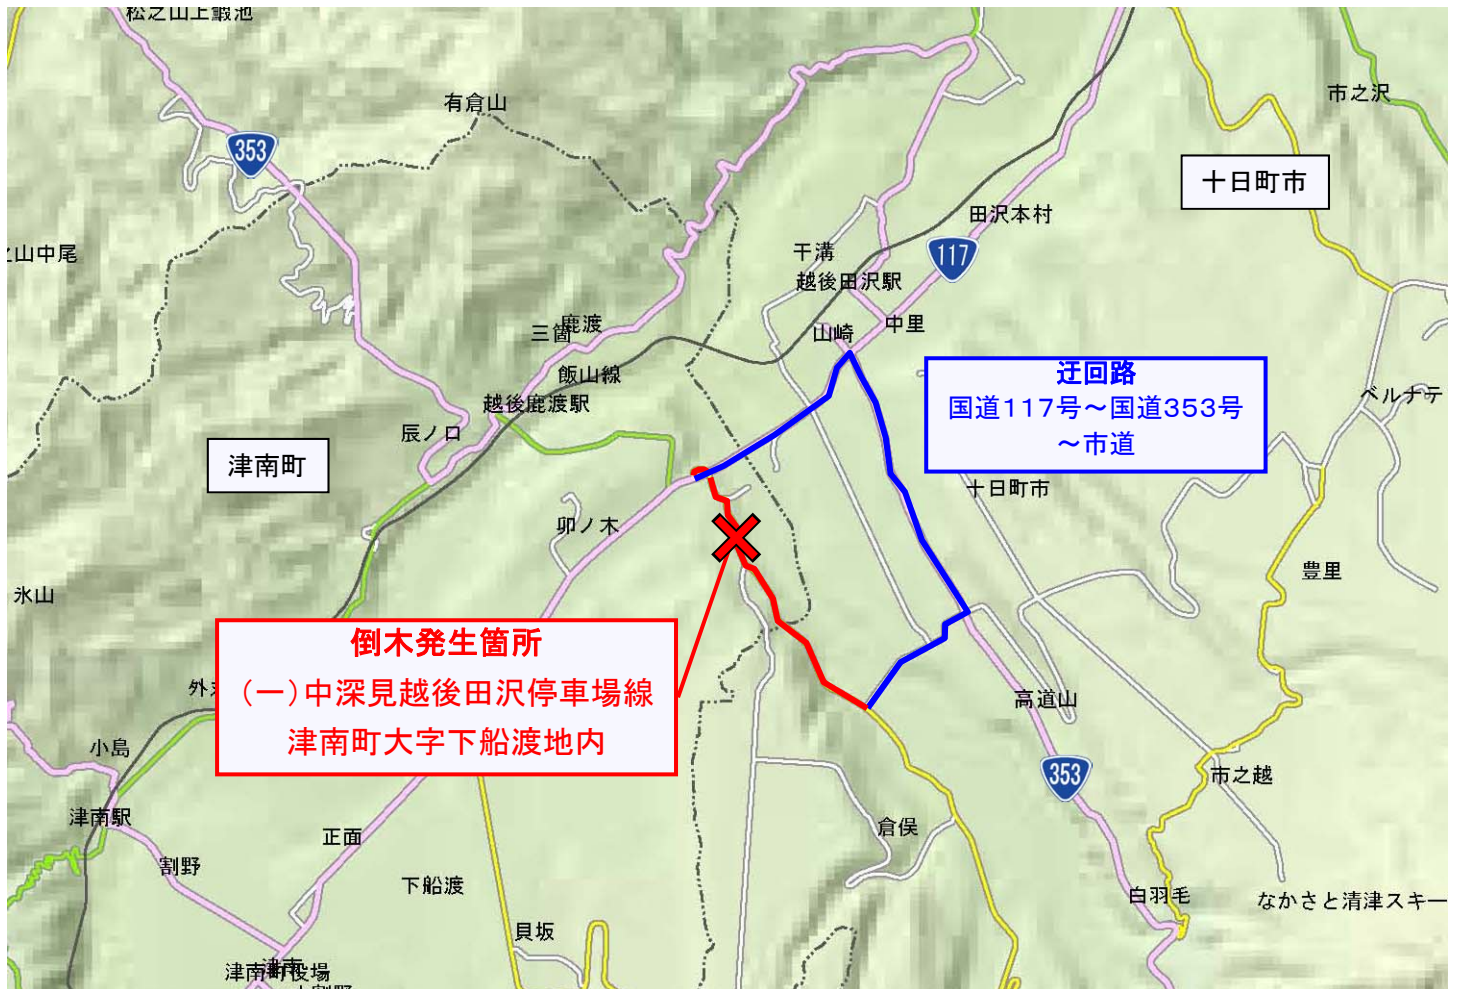 松之山上鰕池
有倉山
市之沢
353
十日町市
田沢本村
117
干溝
越後田沢駅
山中尾
鹿渡
三箇
山崎
中里
飯山線
越後鹿渡駅
迂回路
国道117号~国道353号
~市道
ベルナテ
辰ノ口
津南町
十日町市
卯ノ木
豊里
氷山
倒木発生箇所
(一)中深見越後田沢停車場線
津南町大字下船渡地内
外
高道山
小島
353
市之越
津南駅
正面
倉俣
割野
下船渡
白羽毛
なかさと清津スキー
貝坂
津南町役場
津南